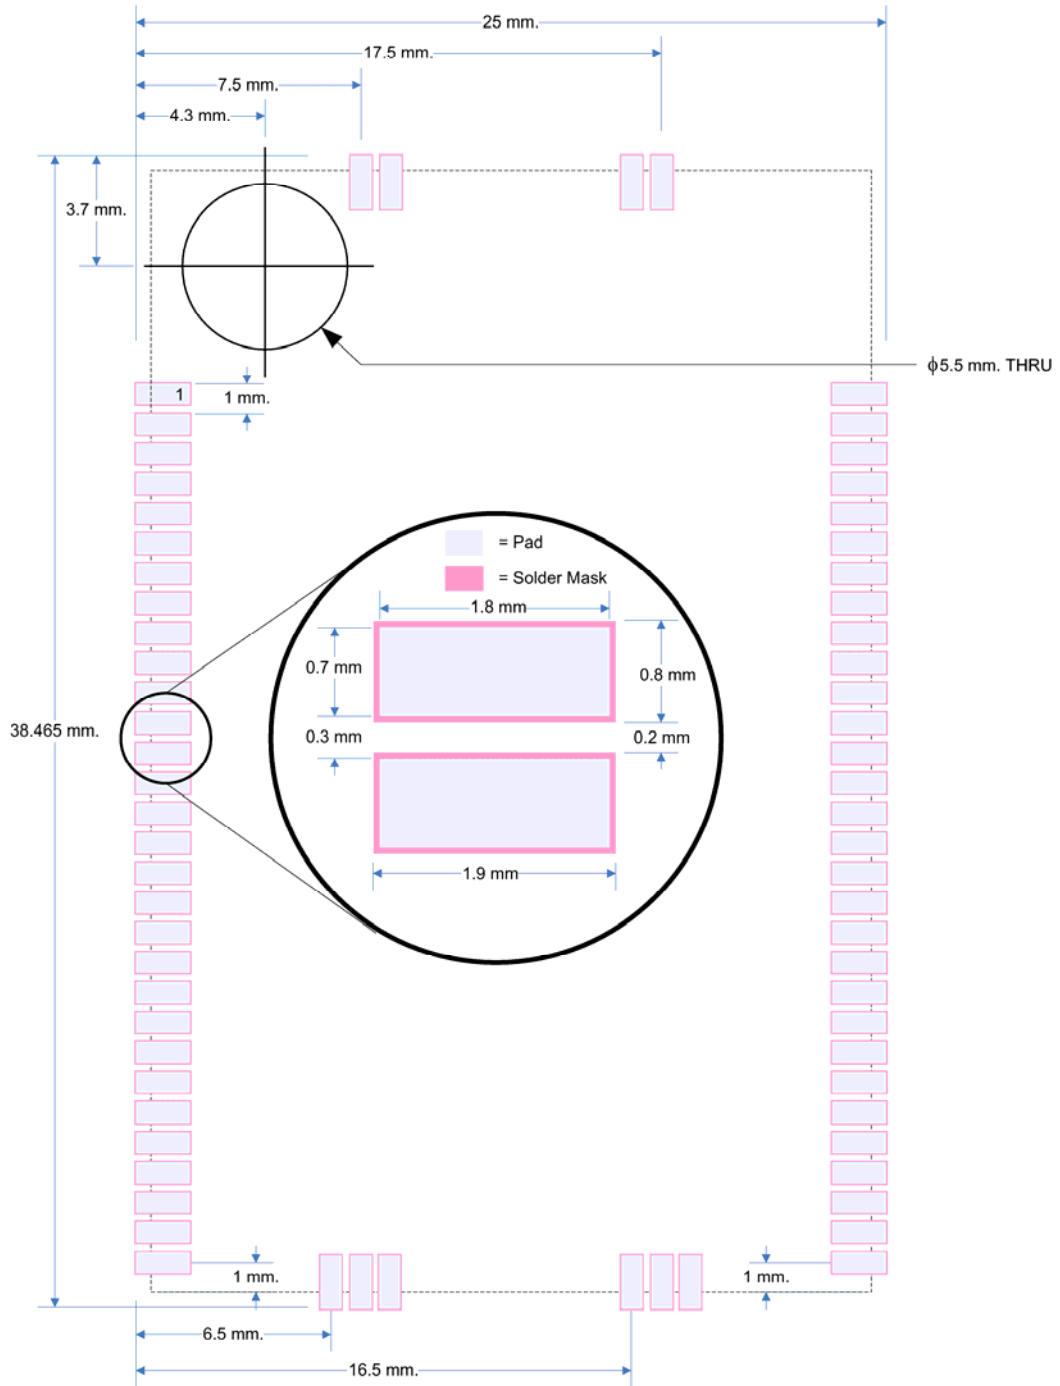 25 mm.
17.5 mm.
7.5 mm.
4.3 mm.
3.7 mm.
ϕ5.5 mm. THRU
1
1 mm.
= Pad
= Solder Mask
1.8 mm
0.7 mm
0.8 mm
38.465 mm.
0.3 mm
0.2 mm
1.9 mm
1 mm.
1 mm.
6.5 mm.
16.5 mm.